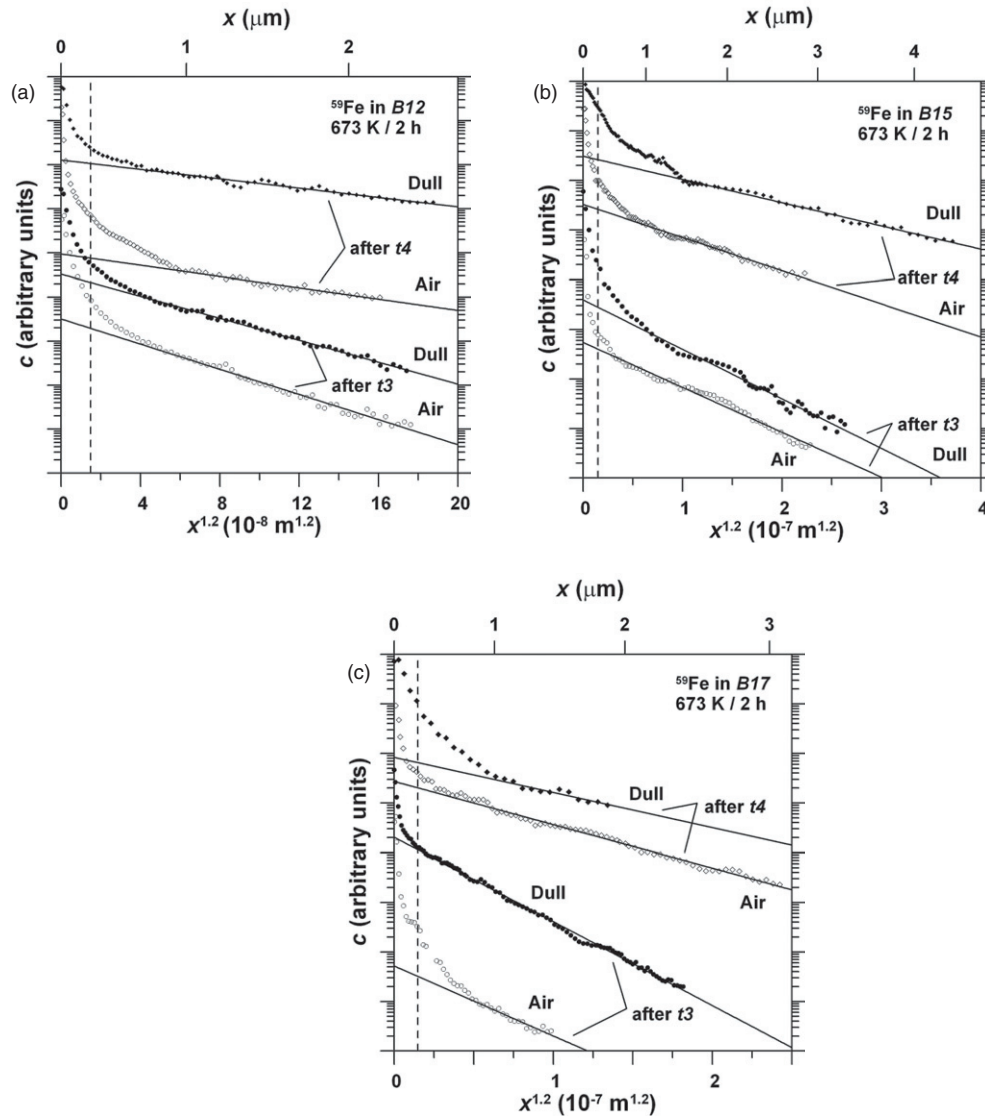 x (μm)
0 1 2
(a)
⁵⁹Fe in B12
673 K / 2 h
c (arbitrary units)
Dull
after t4
Air
Dull
after t3
Air
0 4 8 12 16 20
x¹·² (10⁻⁸ m¹·²)
x (μm)
0 1 2 3 4
(b)
⁵⁹Fe in B15
673 K / 2 h
c (arbitrary units)
Dull
after t4
Air
after t3
Air
Dull
0 1 2 3 4
x¹·² (10⁻⁷ m¹·²)
x (μm)
0 1 2 3
(c)
⁵⁹Fe in B17
673 K / 2 h
c (arbitrary units)
Dull
after t4
Air
Dull
Air
after t3
0 1 2
x¹·² (10⁻⁷ m¹·²)